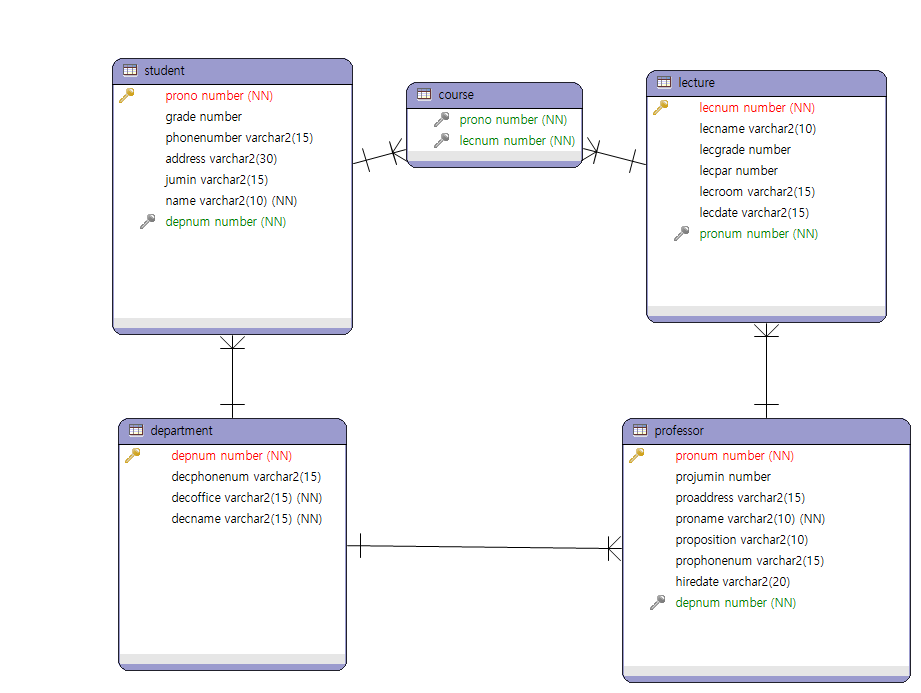 student
prono number (NN)
grade number
phonenumber varchar2(15)
address varchar2(30)
jumin varchar2(15)
name varchar2(10) (NN)
depnum number (NN)
course
prono number (NN)
lecnum number (NN)
lecture
lecnum number (NN)
lecname varchar2(10)
lecgrade number
lecpar number
lecroom varchar2(15)
lecdate varchar2(15)
pronum number (NN)
department
depnum number (NN)
decphonenum varchar2(15)
decoffice varchar2(15) (NN)
decname varchar2(15) (NN)
professor
pronum number (NN)
projumin number
proaddress varchar2(15)
proname varchar2(10) (NN)
proposition varchar2(10)
prophonenum varchar2(15)
hiredate varchar2(20)
depnum number (NN)